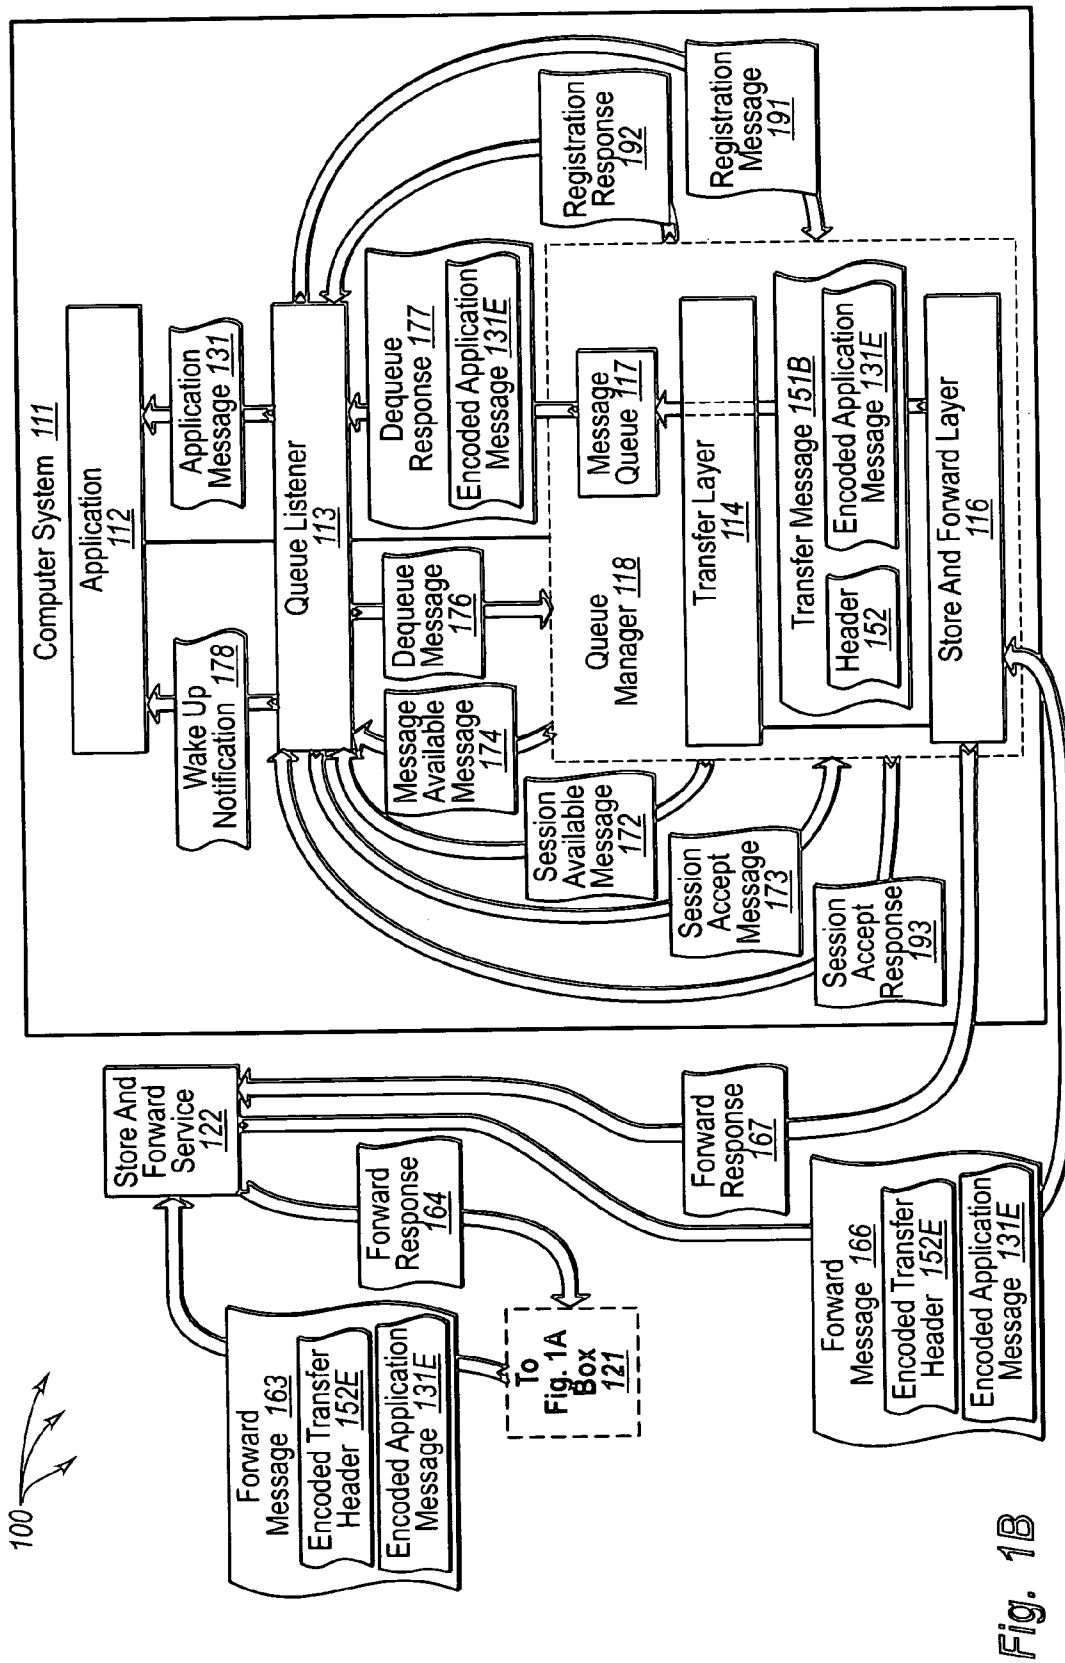 100
Computer System 111
Application
112
Wake Up
Notification 178
Application
Message 131
Queue Listener
113
Message Available
Message 174
Dequeue
Message
176
Dequeue
Response 177
Encoded Application
Message 131E
Registration
Response
192
Registration
Message
191
Session
Available
Message
172
Session
Accept
Message
173
Session
Accept
Response
193
Queue
Manager 118
Message
Queue 117
Transfer Layer
114
Transfer Message 151B
Header
152
Encoded Application
Message 131E
Store And Forward Layer
116
Store And
Forward
Service
122
Forward
Response
164
Forward
Response
167
Forward
Message 163
Encoded Transfer
Header 152E
Encoded Application
Message 131E
To
Fig. 1A
Box
121
Forward
Message 166
Encoded Transfer
Header 152E
Encoded Application
Message 131E
Fig. 1B